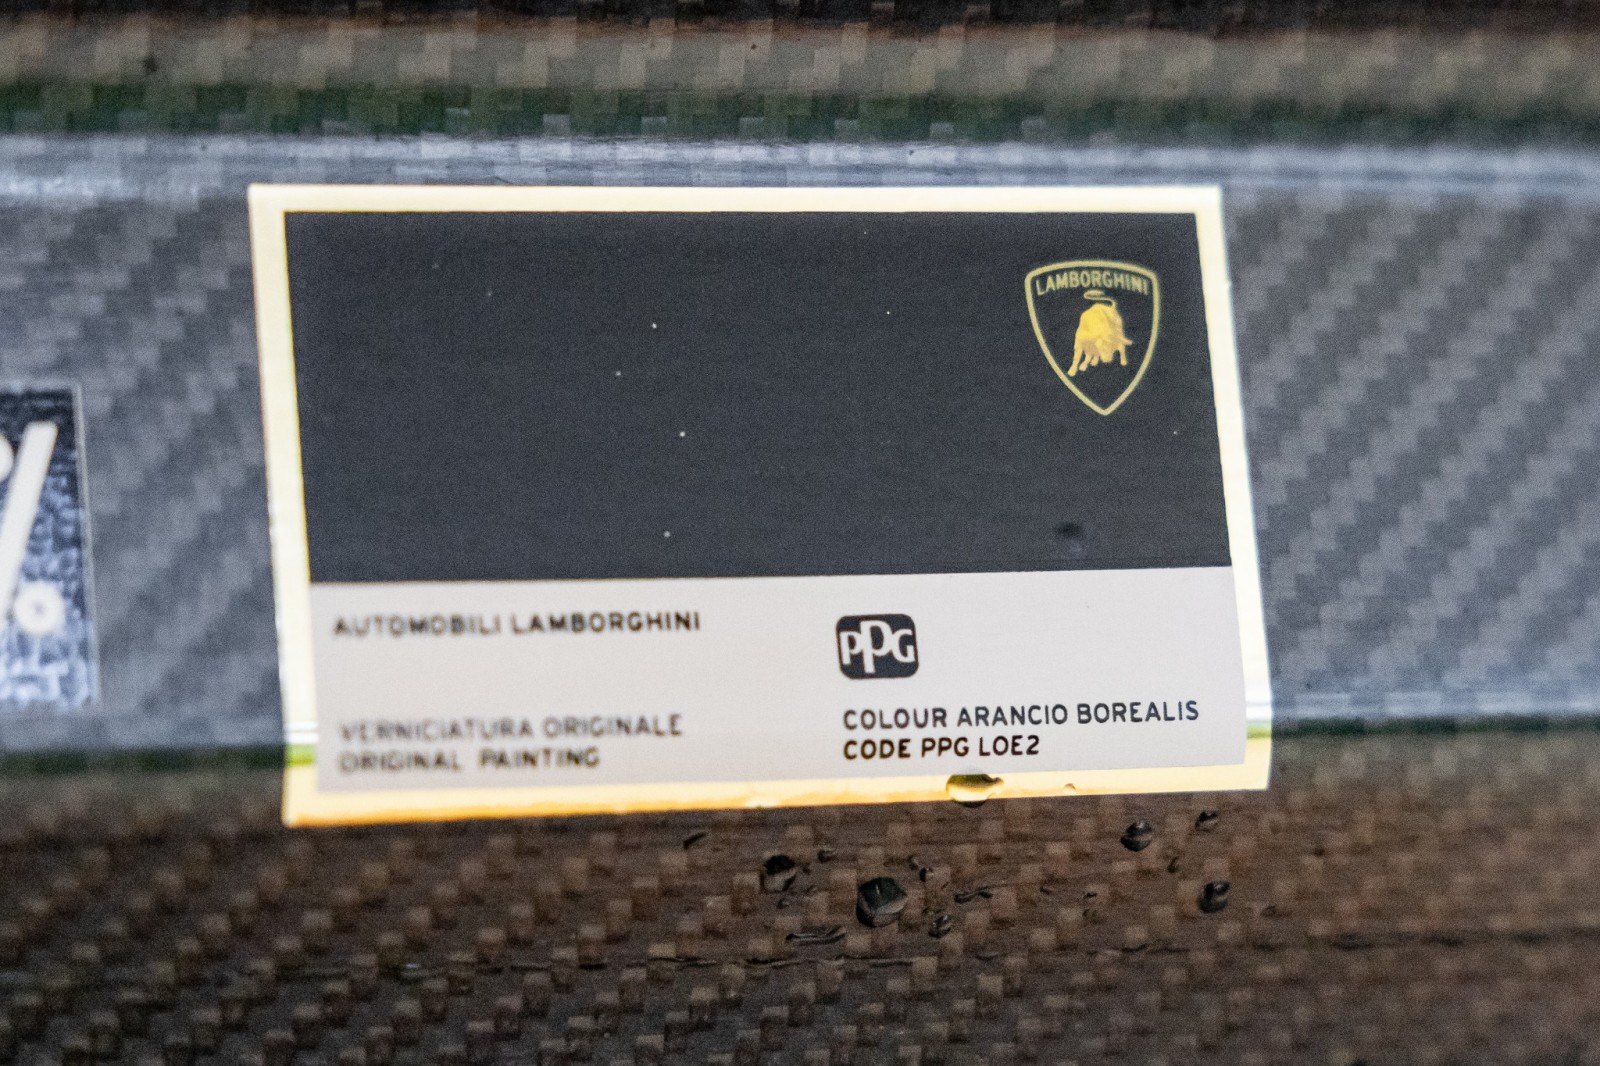 LAMBORGHINI
AUTOMOBILI LAMBORGHINI
PPG
VERNICIATURA ORIGINALE
ORIGINAL PAINTING
COLOUR ARANCIO BOREALIS
CODE PPG LOE2
%